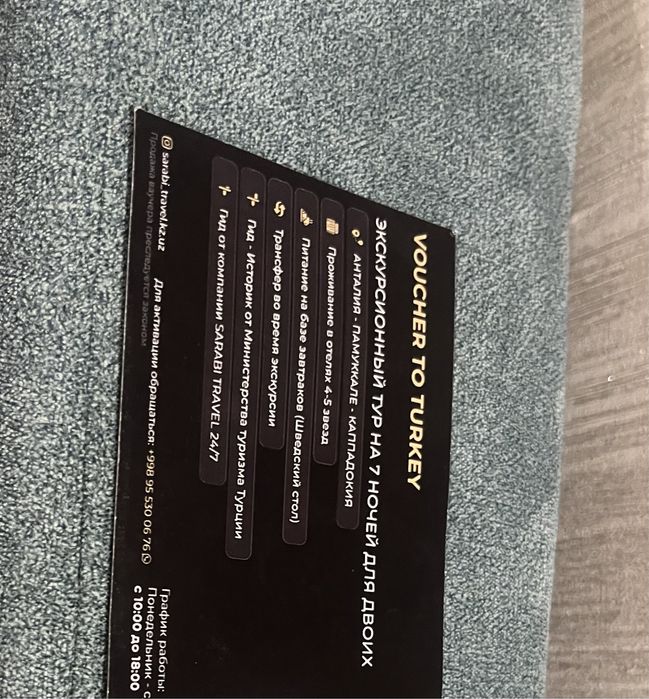 VOUCHER TO TURKEY
ЭКСКУРСИОННЫЙ ТУР НА 7 НОЧЕЙ ДЛЯ ДВОИХ
АНТАЛИЯ - ПАМУККАЛЕ - КАППАДОКИЯ
Проживание в отелях 4-5 звезд
Питание на базе завтраков (Шведский стол)
Трансфер во время экскурсии
Гид - Историк от Министерства туризма Турции
Гид от компании SARABI TRAVEL 24/7
sarabi_travel.kz.uz
Для активации обращаться: +998 95 530 06 76
Продажа ваучера преследуется законом
График работы:
Понедельник - С
с 10:00 до 18:00